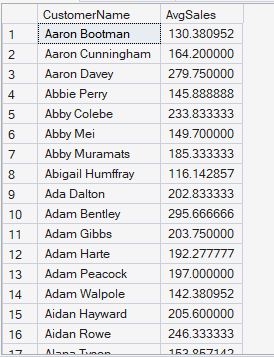 CustomerName AvgSales
1 Aaron Bootman 130.380952
2 Aaron Cunningham 164.200000
3 Aaron Davey 279.750000
4 Abbie Perry 145.888888
5 Abby Colebe 233.833333
6 Abby Mei 149.700000
7 Abby Muramats 185.333333
8 Abigail Humffray 116.142857
9 Ada Dalton 202.833333
10 Adam Bentley 295.666666
11 Adam Gibbs 203.750000
12 Adam Harte 192.277777
13 Adam Peacock 197.000000
14 Adam Walpole 142.380952
15 Aidan Hayward 205.600000
16 Aidan Rowe 246.333333
17 Alana Tyson 153.857142